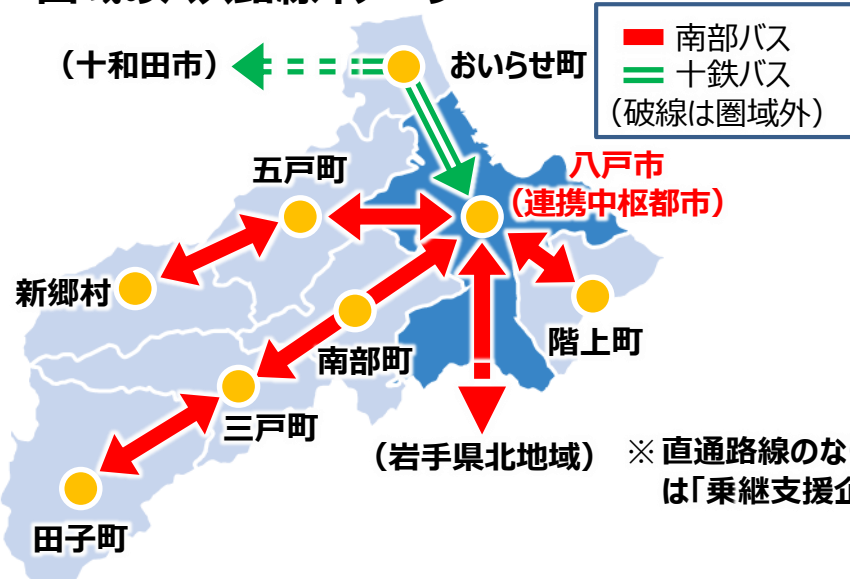 南部バス
十鉄バス
（破線は圏域外）
（十和田市）
おいらせ町
五戸町
八戸市
（連携中枢都市）
新郷村
南部町
階上町
三戸町
（岩手県北地域）
※直通路線のな
は「乗継支援企
田子町